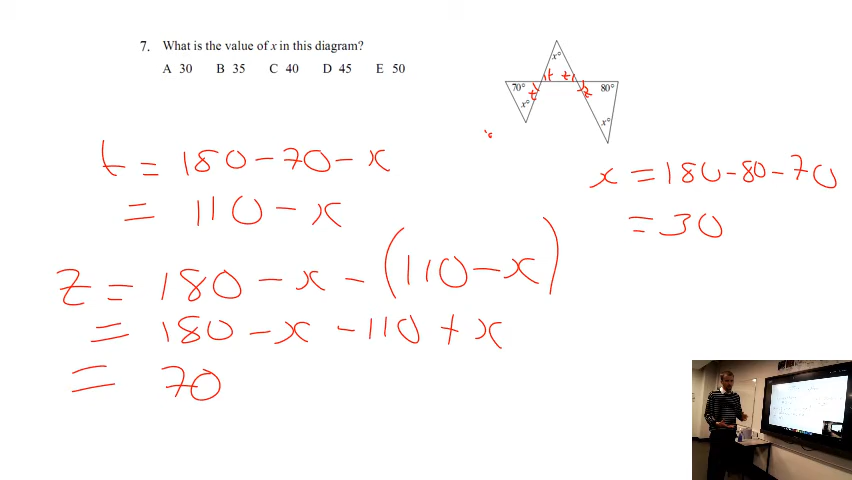 7. What is the value of x in this diagram?
A 30 B 35 C 40 D 45 E 50
x°
70° t z 80°
t z
x° x°
t = 180 - 70 - x
= 110 - x
z = 180 - x - (110 - x)
= 180 - x - 110 + x
= 70
x = 180 - 80 - 70
= 30